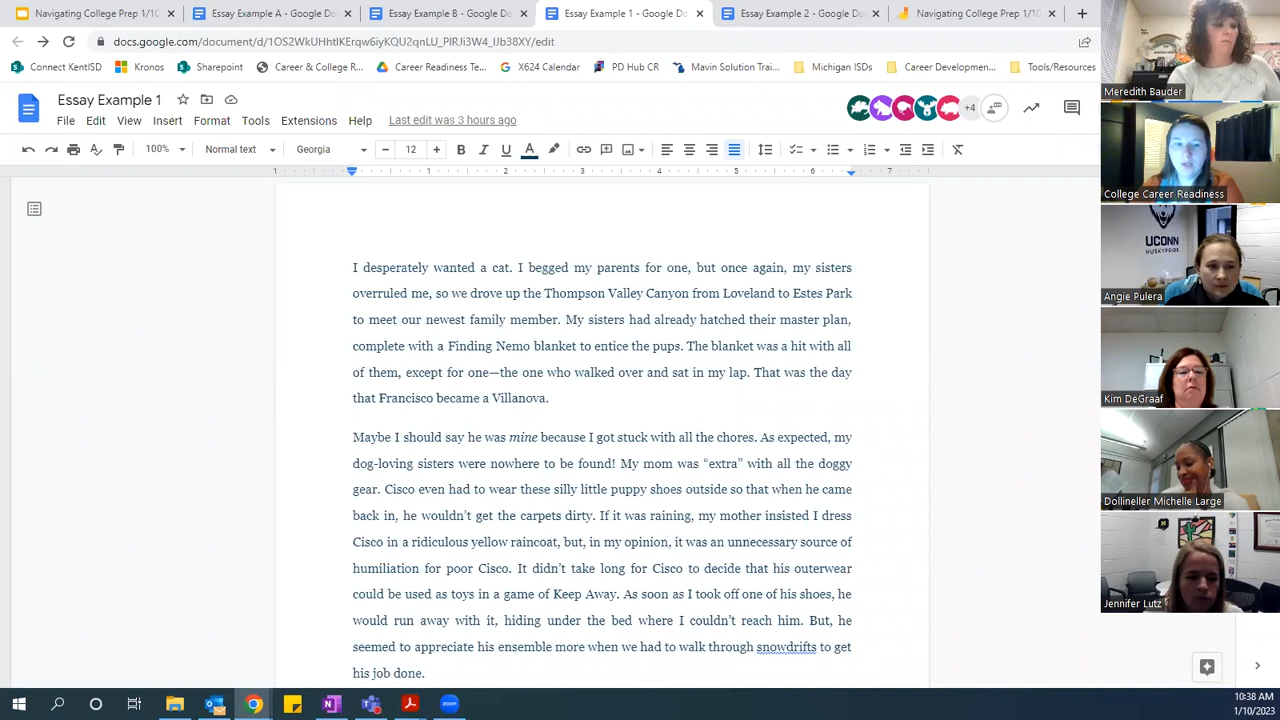 Navigating College Prep 1/10
Essay Example A - Google Do
Essay Example
Google Do
Essay Example 1 - Google Do
Essay Example 2 - Google Do
Navigating College Prep 1/10
Connect KentISD
Kronos
Sharepoint
Career & College R...
Career Readiness
X624 Calendar
PD Hub CR
Mavin Solution Trai...
Michigan ISDs
Career Developmen...
Tools/Resources
Essay Example 1
File Edit View Insert Format Tools Extensions Help Last edit was 3 hours ago
+4
100% Normal text Georgia 12
1 1 2 3 4 5 6 7
I desperately wanted a cat. I begged my parents for one, but once again, my sisters
overruled me, so we drove up the Thompson Valley Canyon from Loveland to Estes Park
to meet our newest family member. My sisters had already hatched their master plan,
complete with a Finding Nemo blanket to entice the pups. The blanket was a hit with all
of them, except for one—the one who walked over and sat in my lap. That was the day
that Francisco became a Villanova.
Maybe I should say he was mine because I got stuck with all the chores. As expected, my
dog-loving sisters were nowhere to be found! My mom was “extra” with all the doggy
gear. Cisco even had to wear these silly little puppy shoes outside so that when he came
back in, he wouldn’t get the carpets dirty. If it was raining, my mother insisted I dress
Cisco in a ridiculous yellow raincoat, but, in my opinion, it was an unnecessary source of
humiliation for poor Cisco. It didn’t take long for Cisco to decide that his outerwear
could be used as toys in a game of Keep Away. As soon as I took off one of his shoes, he
would run away with it, hiding under the bed where I couldn’t reach him. But, he
seemed to appreciate his ensemble more when we had to walk through snowdrifts to get
his job done.
Meredith Bauder
College Career Readiness
UCONN
HUSKYPRIDE
Angie Pulera
Kim DeGraaf
Dollineller Michelle Large
Jennifer Lutz
zoom
10:38 AM
1/10/2023